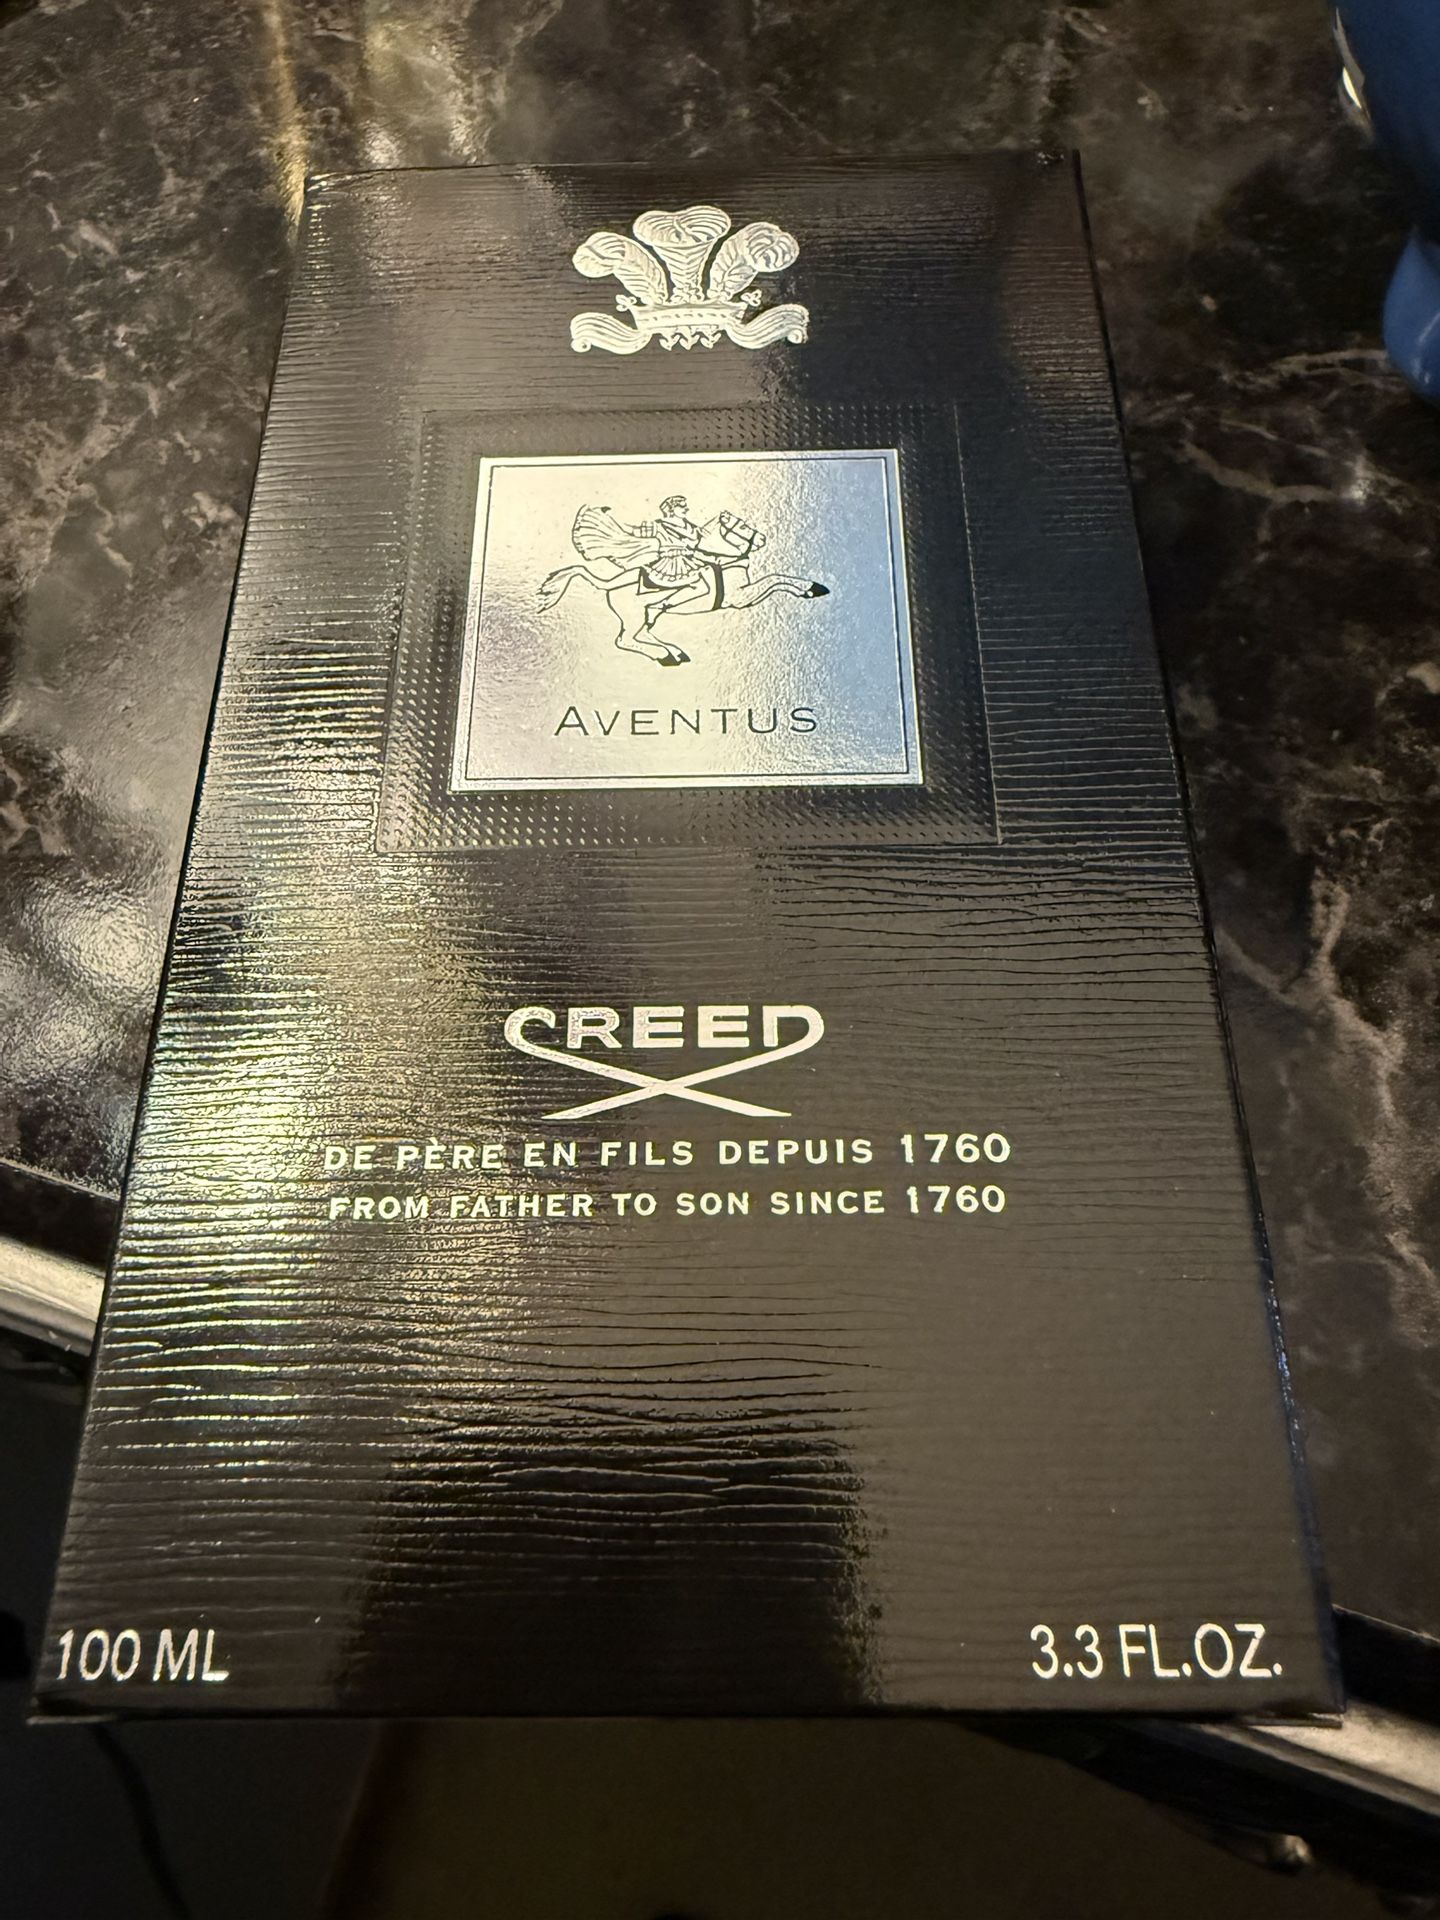 AVENTUS
CREED
DE PÈRE EN FILS DEPUIS 1760
FROM FATHER TO SON SINCE 1760
100 ML
3.3 FL.OZ.